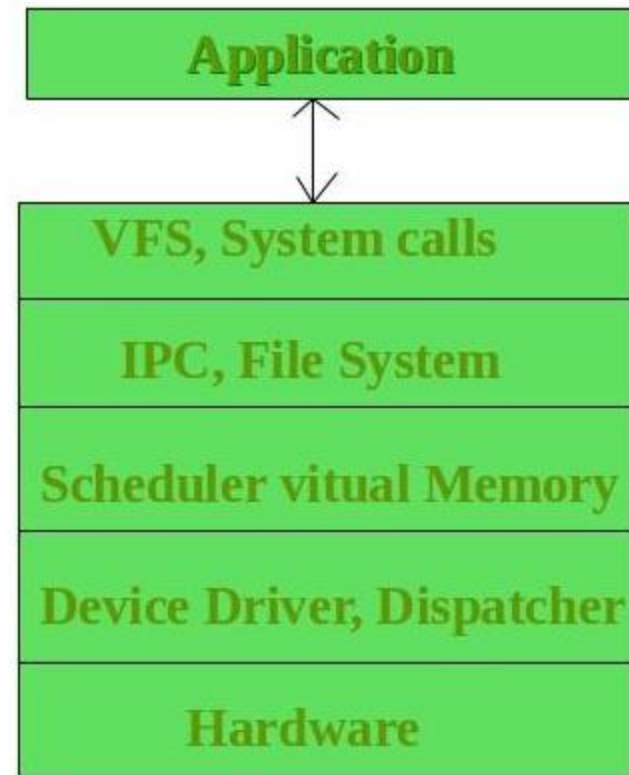 Application
VFS, System calls
IPC, File System
Scheduler vitual Memory
Device Driver, Dispatcher
Hardware